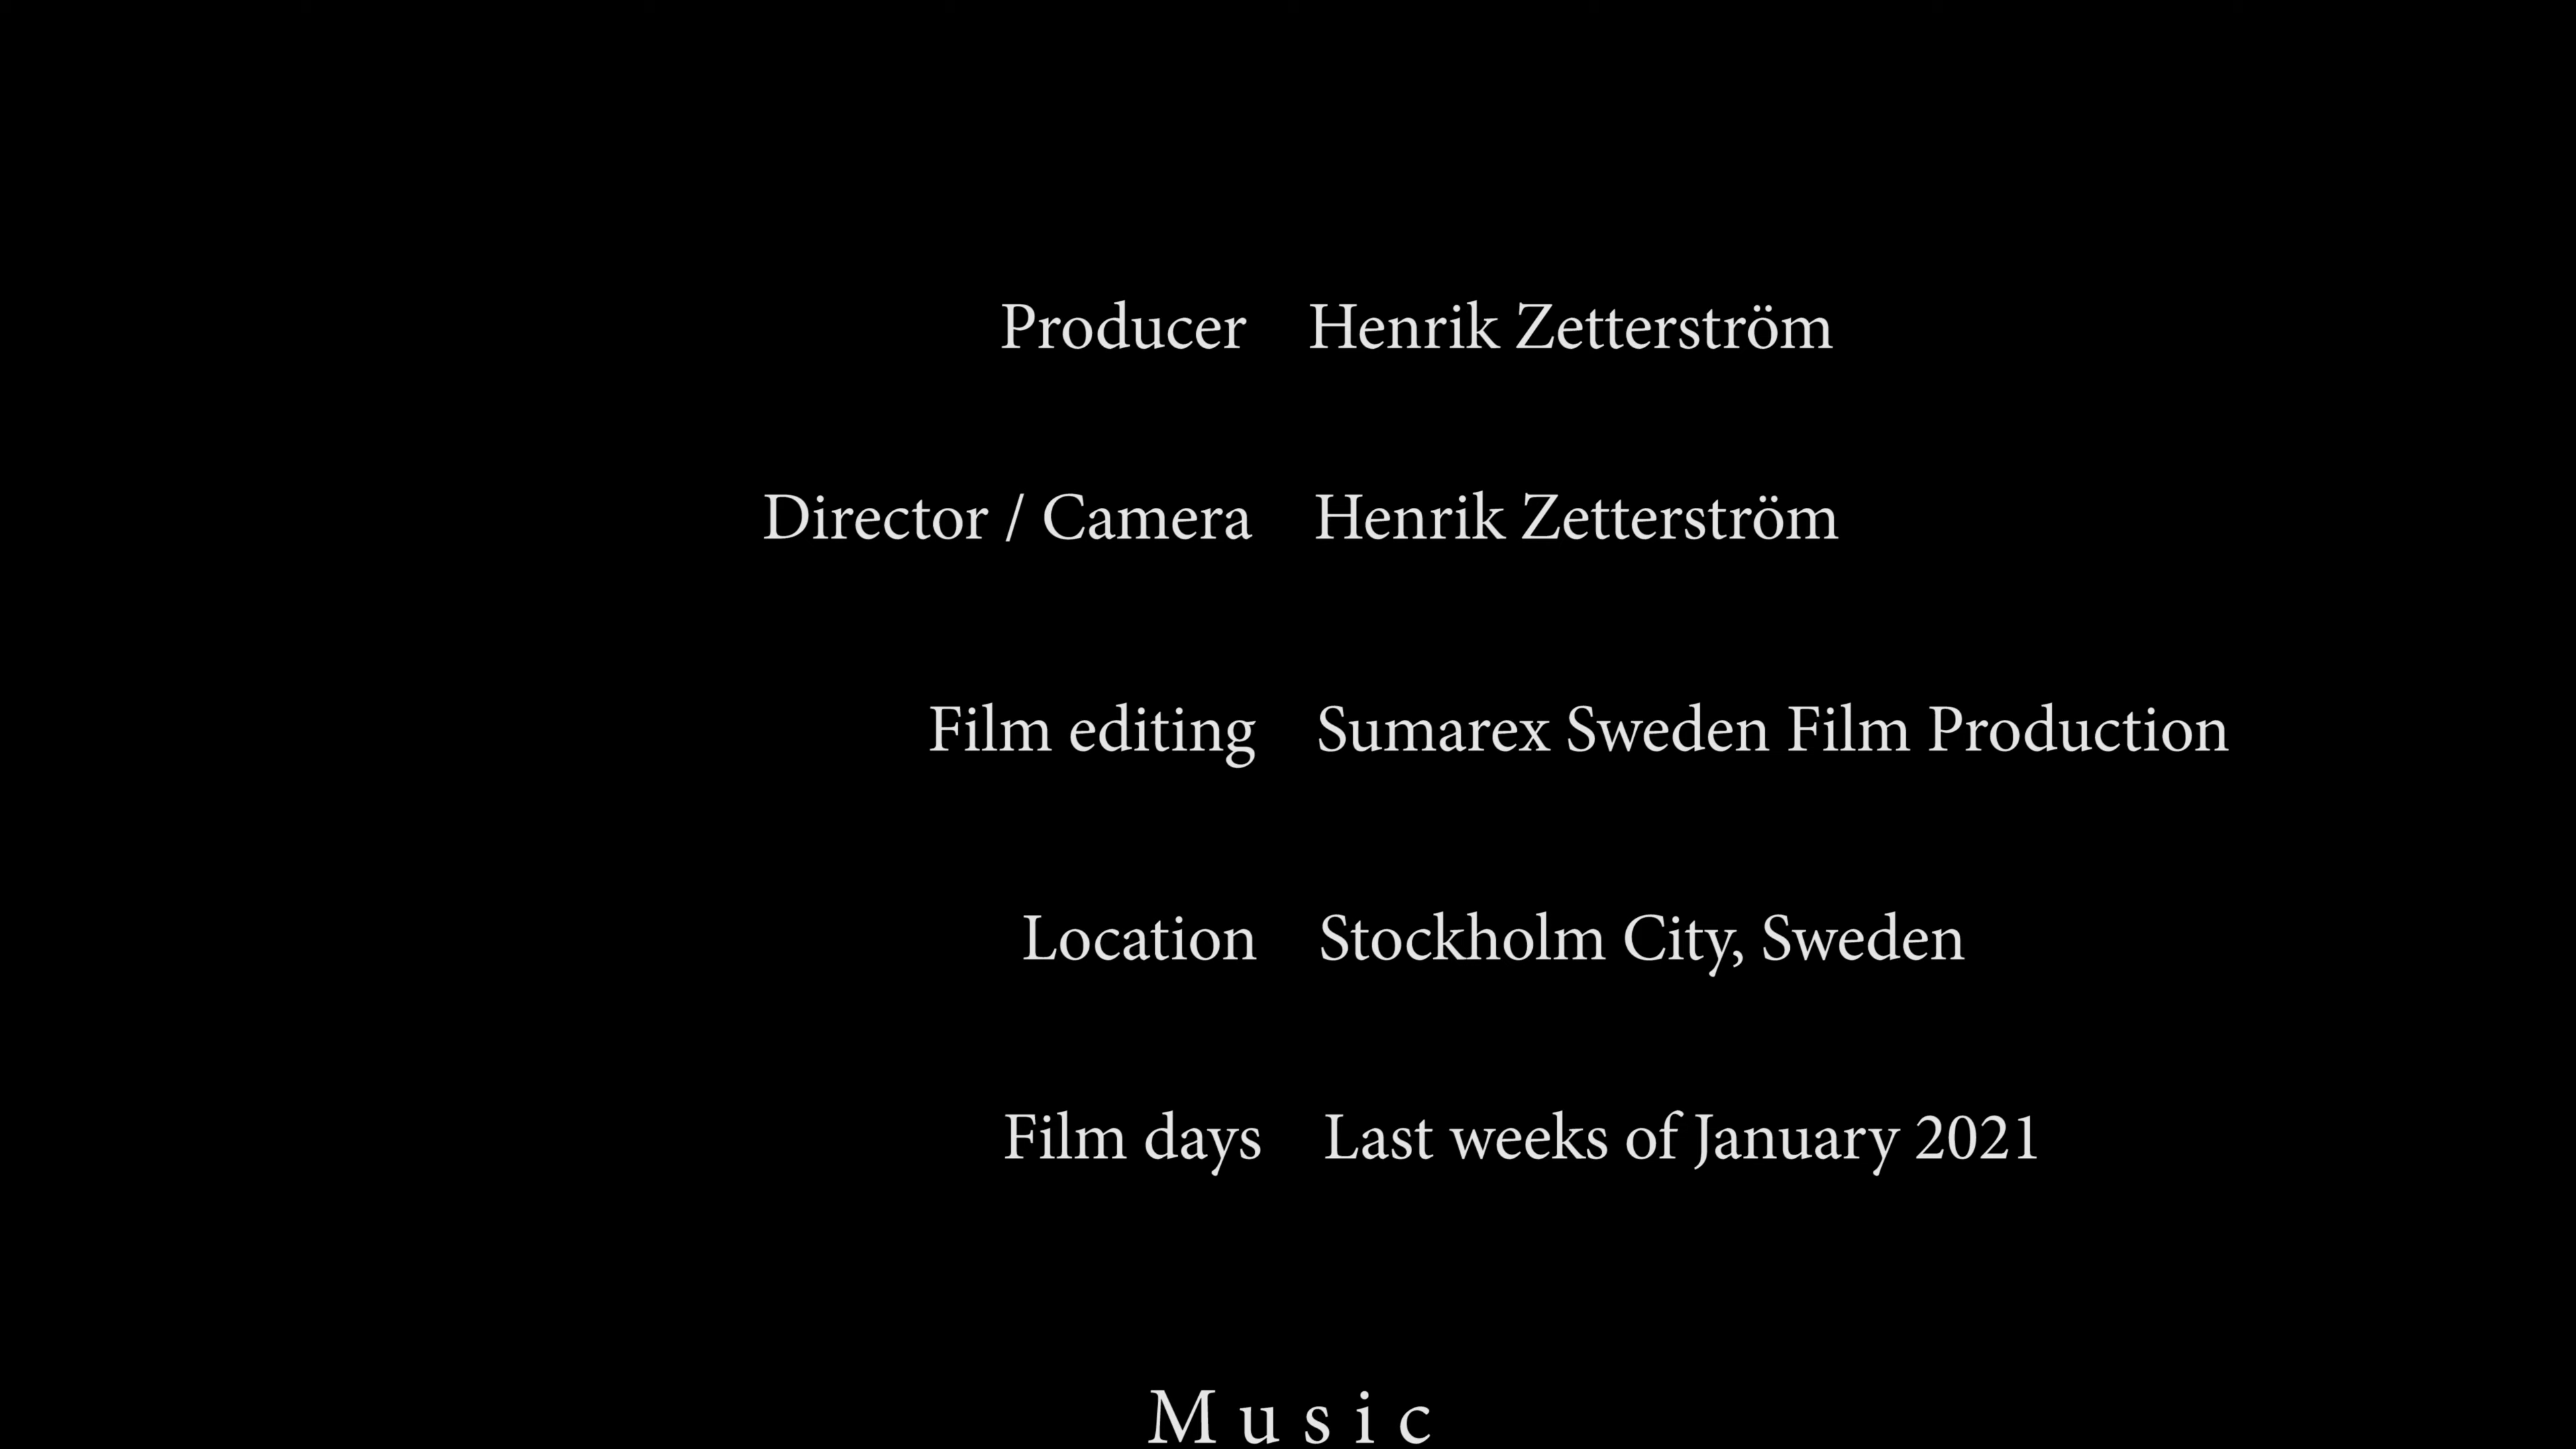 Producer Henrik Zetterström
Director / Camera Henrik Zetterström
Film editing Sumarex Sweden Film Production
Location Stockholm City, Sweden
Film days Last weeks of January 2021
M u s i c